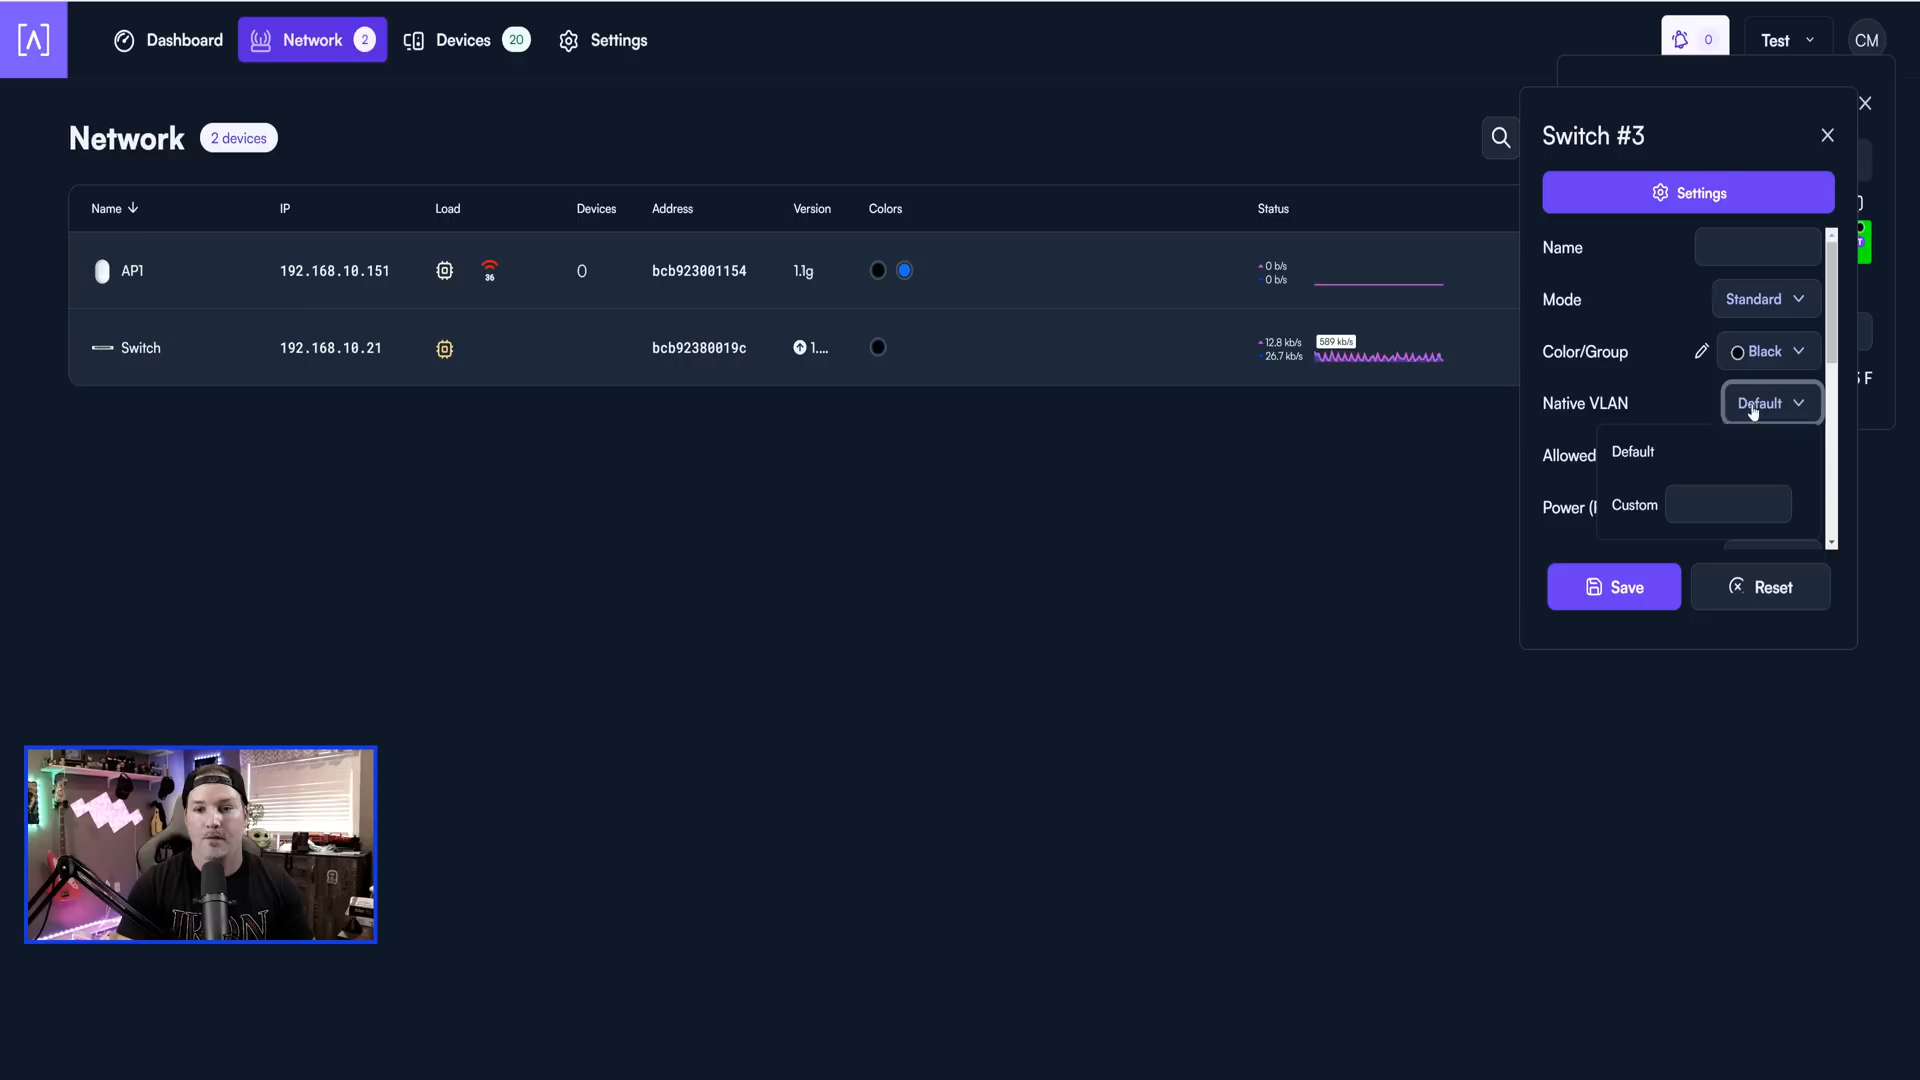 [Λ]
Dashboard
Network 2
Devices 20
Settings
0
Test
CM
Network
2 devices
Name
IP
Load
Devices
Address
Version
Colors
Status
AP1
192.168.10.151
36
0
bcb923001154
1.1g
0 b/s
0 b/s
Switch
192.168.10.21
bcb92380019c
1....
12.8 kb/s
26.7 kb/s
589 kb/s
Switch #3
Settings
Name
Mode
Standard
Color/Group
Black
Native VLAN
Default
Allowed
Default
Power (
Custom
Save
Reset
F